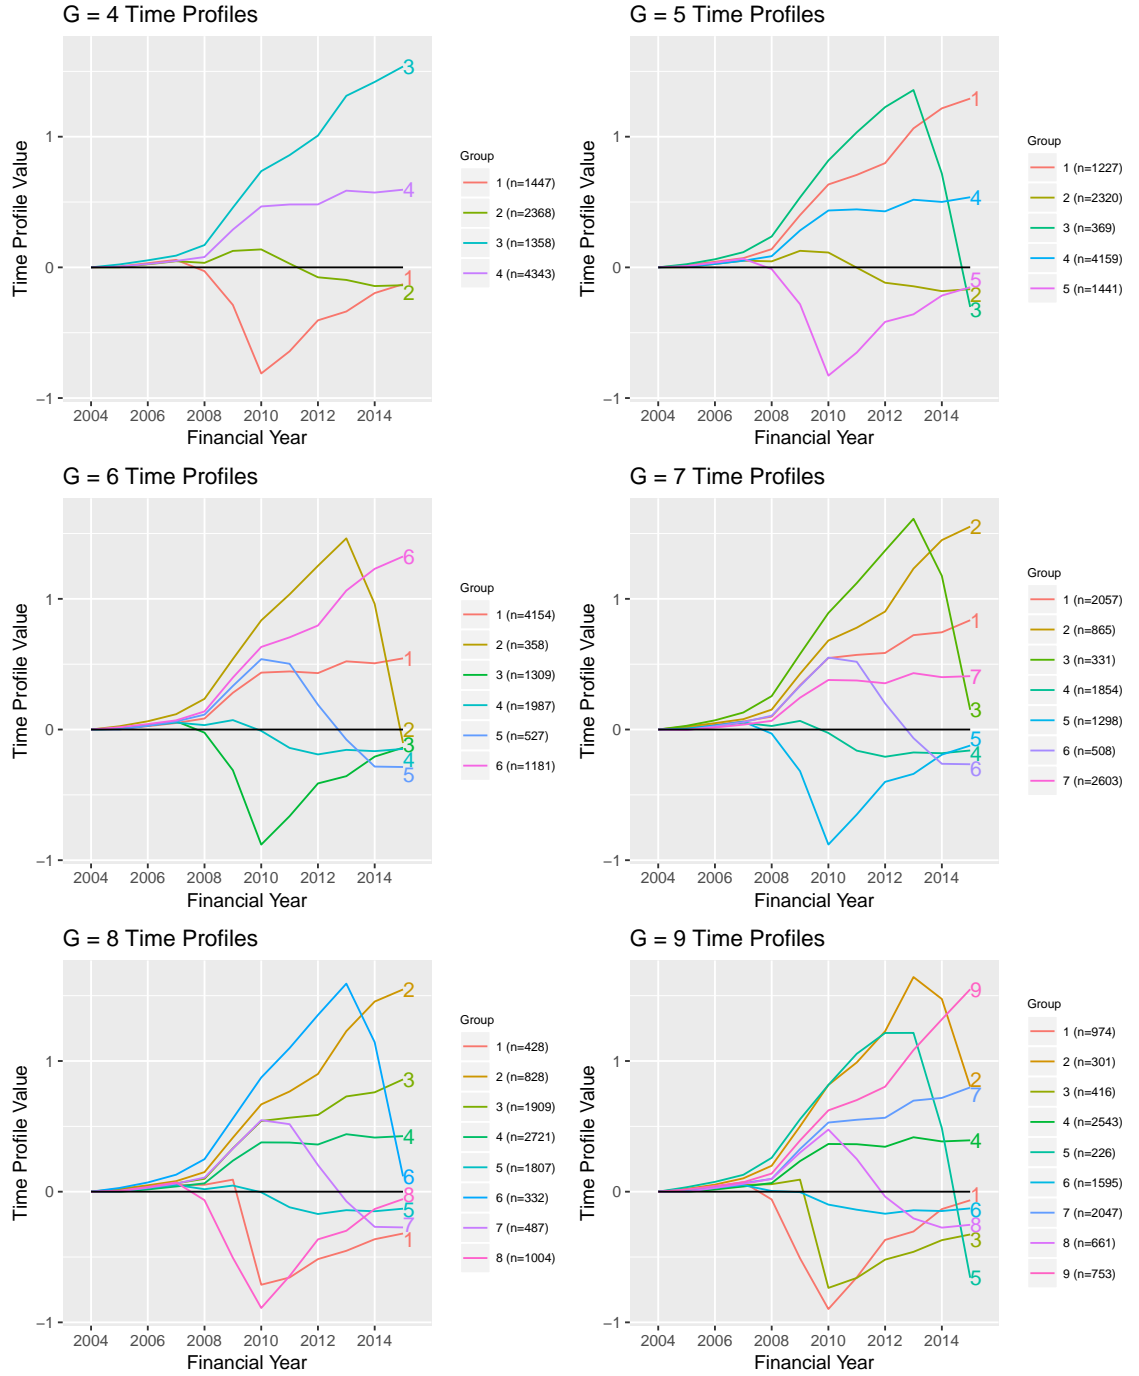 G = 4 Time Profiles
Time Profile Value
1
0
−1
3
4
1
2
2004 2006 2008 2010 2012 2014
Financial Year
Group
1 (n=1447)
2 (n=2368)
3 (n=1358)
4 (n=4343)
G = 5 Time Profiles
Time Profile Value
1
0
−1
1
4
5
2
3
2004 2006 2008 2010 2012 2014
Financial Year
Group
1 (n=1227)
2 (n=2320)
3 (n=369)
4 (n=4159)
5 (n=1441)
G = 6 Time Profiles
Time Profile Value
1
0
−1
6
1
2
3
4
5
2004 2006 2008 2010 2012 2014
Financial Year
Group
1 (n=4154)
2 (n=358)
3 (n=1309)
4 (n=1987)
5 (n=527)
6 (n=1181)
G = 7 Time Profiles
Time Profile Value
1
0
−1
2
1
7
3
5
4
6
2004 2006 2008 2010 2012 2014
Financial Year
Group
1 (n=2057)
2 (n=865)
3 (n=331)
4 (n=1854)
5 (n=1298)
6 (n=508)
7 (n=2603)
G = 8 Time Profiles
Time Profile Value
1
0
−1
2
3
4
6
8
5
7
1
2004 2006 2008 2010 2012 2014
Financial Year
Group
1 (n=428)
2 (n=828)
3 (n=1909)
4 (n=2721)
5 (n=1807)
6 (n=332)
7 (n=487)
8 (n=1004)
G = 9 Time Profiles
Time Profile Value
1
0
−1
9
2
7
4
1
6
8
3
5
2004 2006 2008 2010 2012 2014
Financial Year
Group
1 (n=974)
2 (n=301)
3 (n=416)
4 (n=2543)
5 (n=226)
6 (n=1595)
7 (n=2047)
8 (n=661)
9 (n=753)